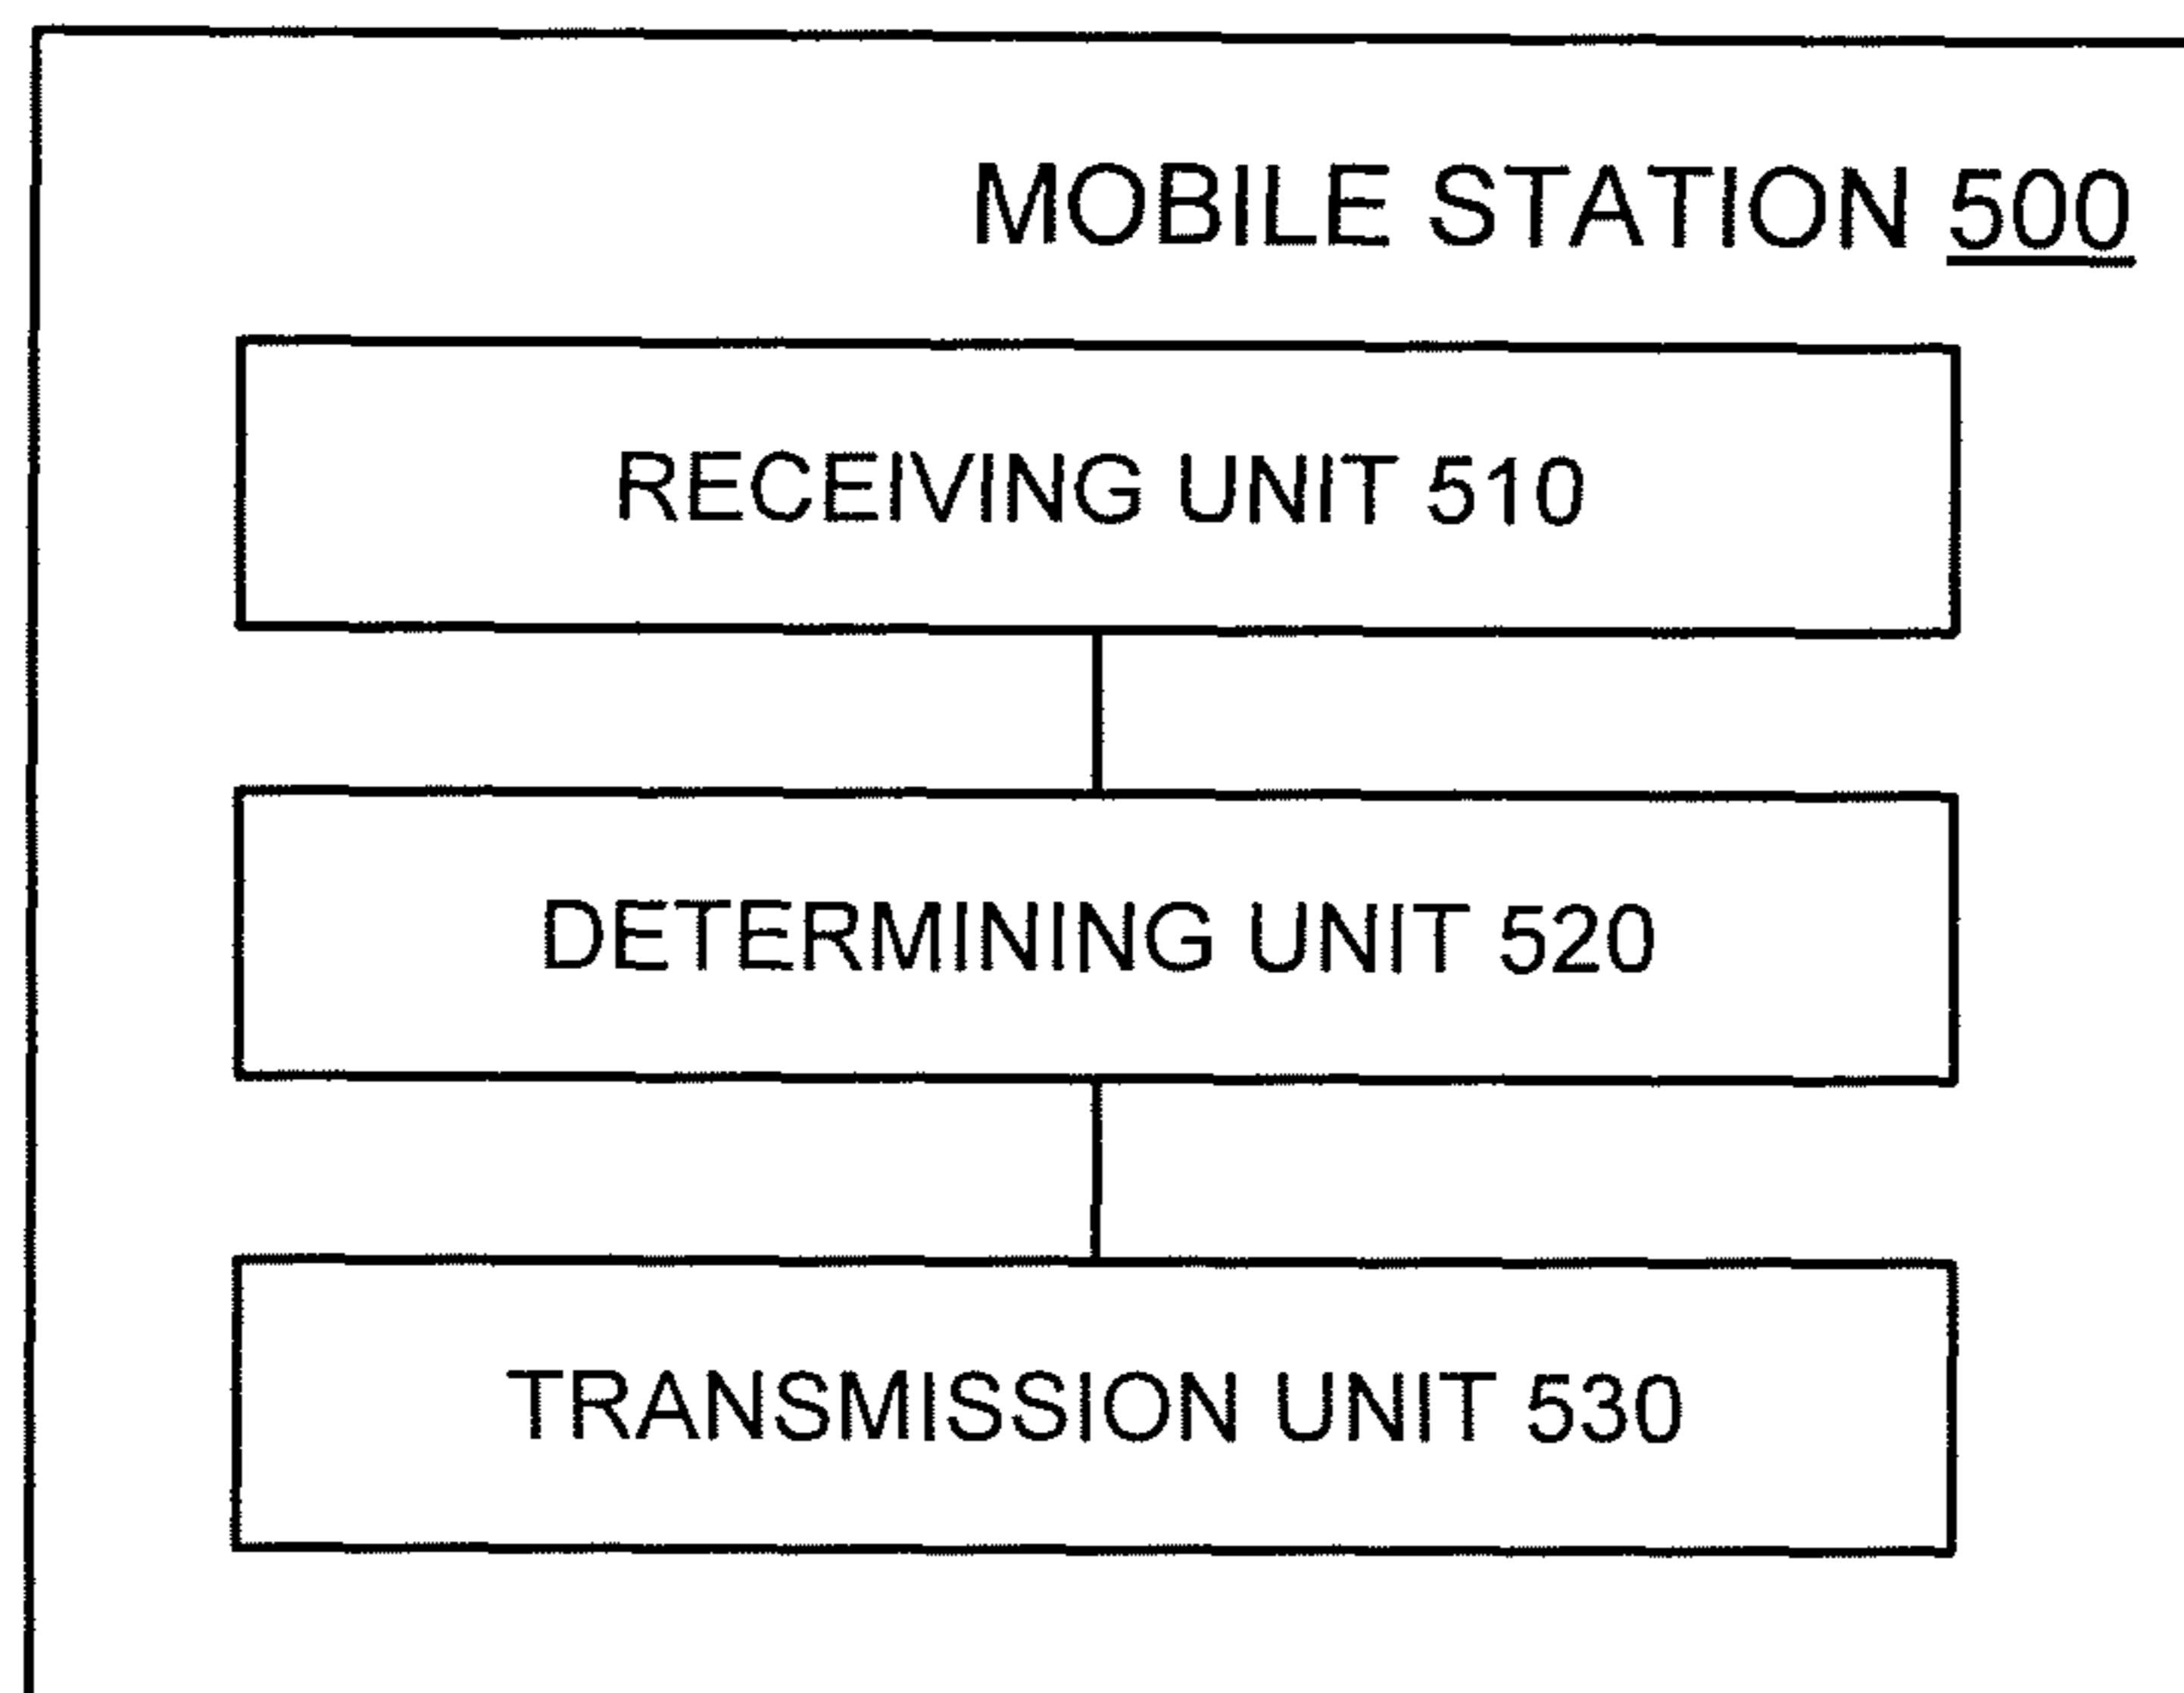 MOBILE STATION 500
RECEIVING UNIT 510
DETERMINING UNIT 520
TRANSMISSION UNIT 530